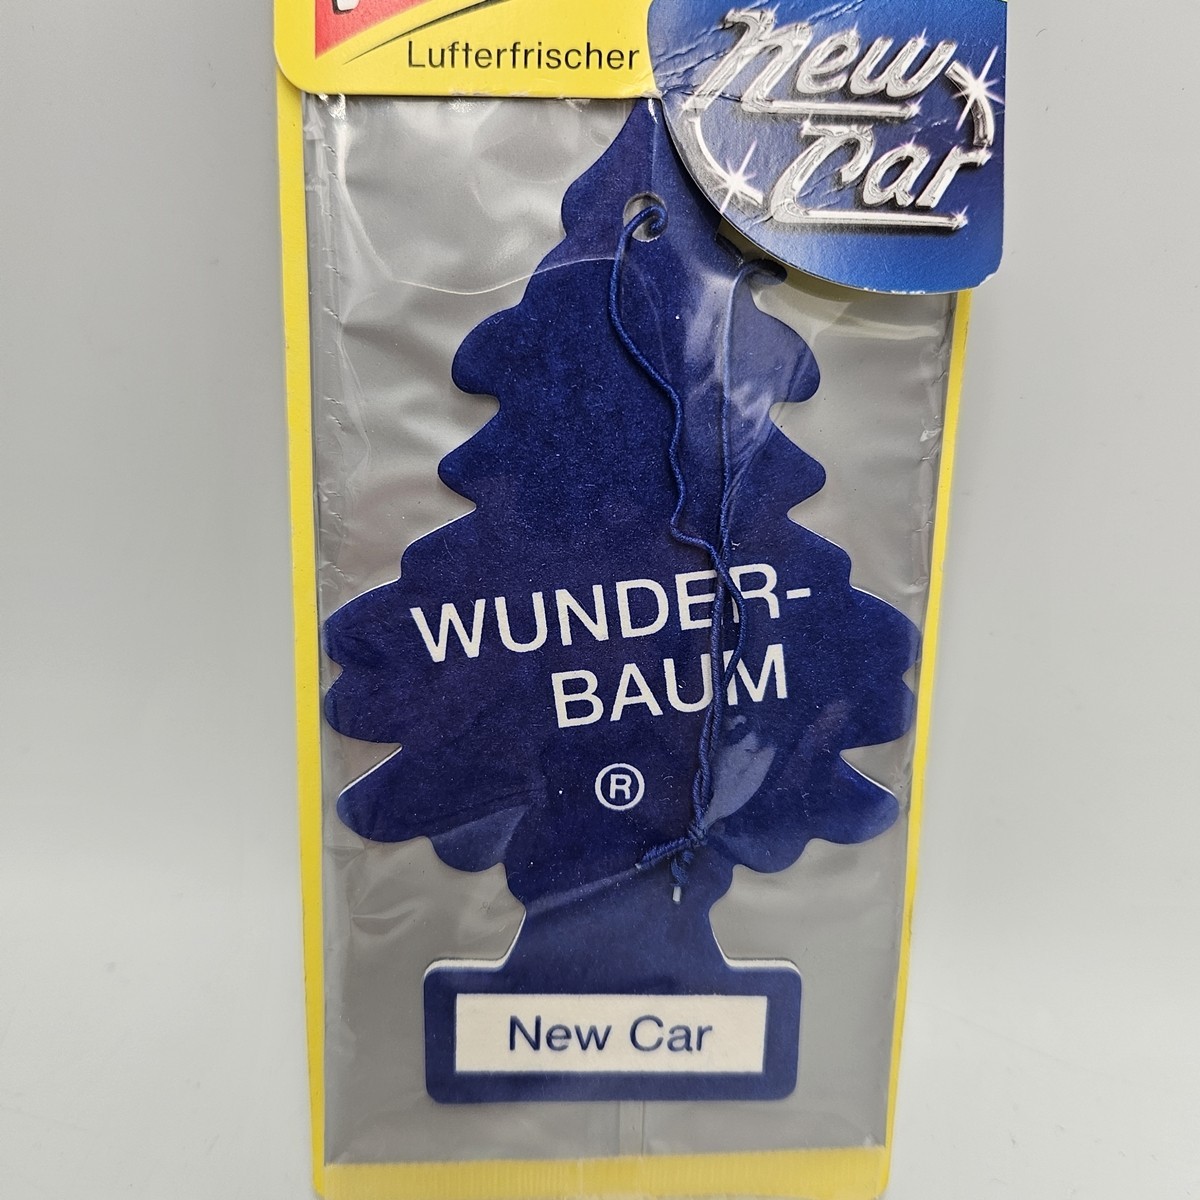 Lufterfrischer
new
car
WUNDER-
BAUM
®
New Car